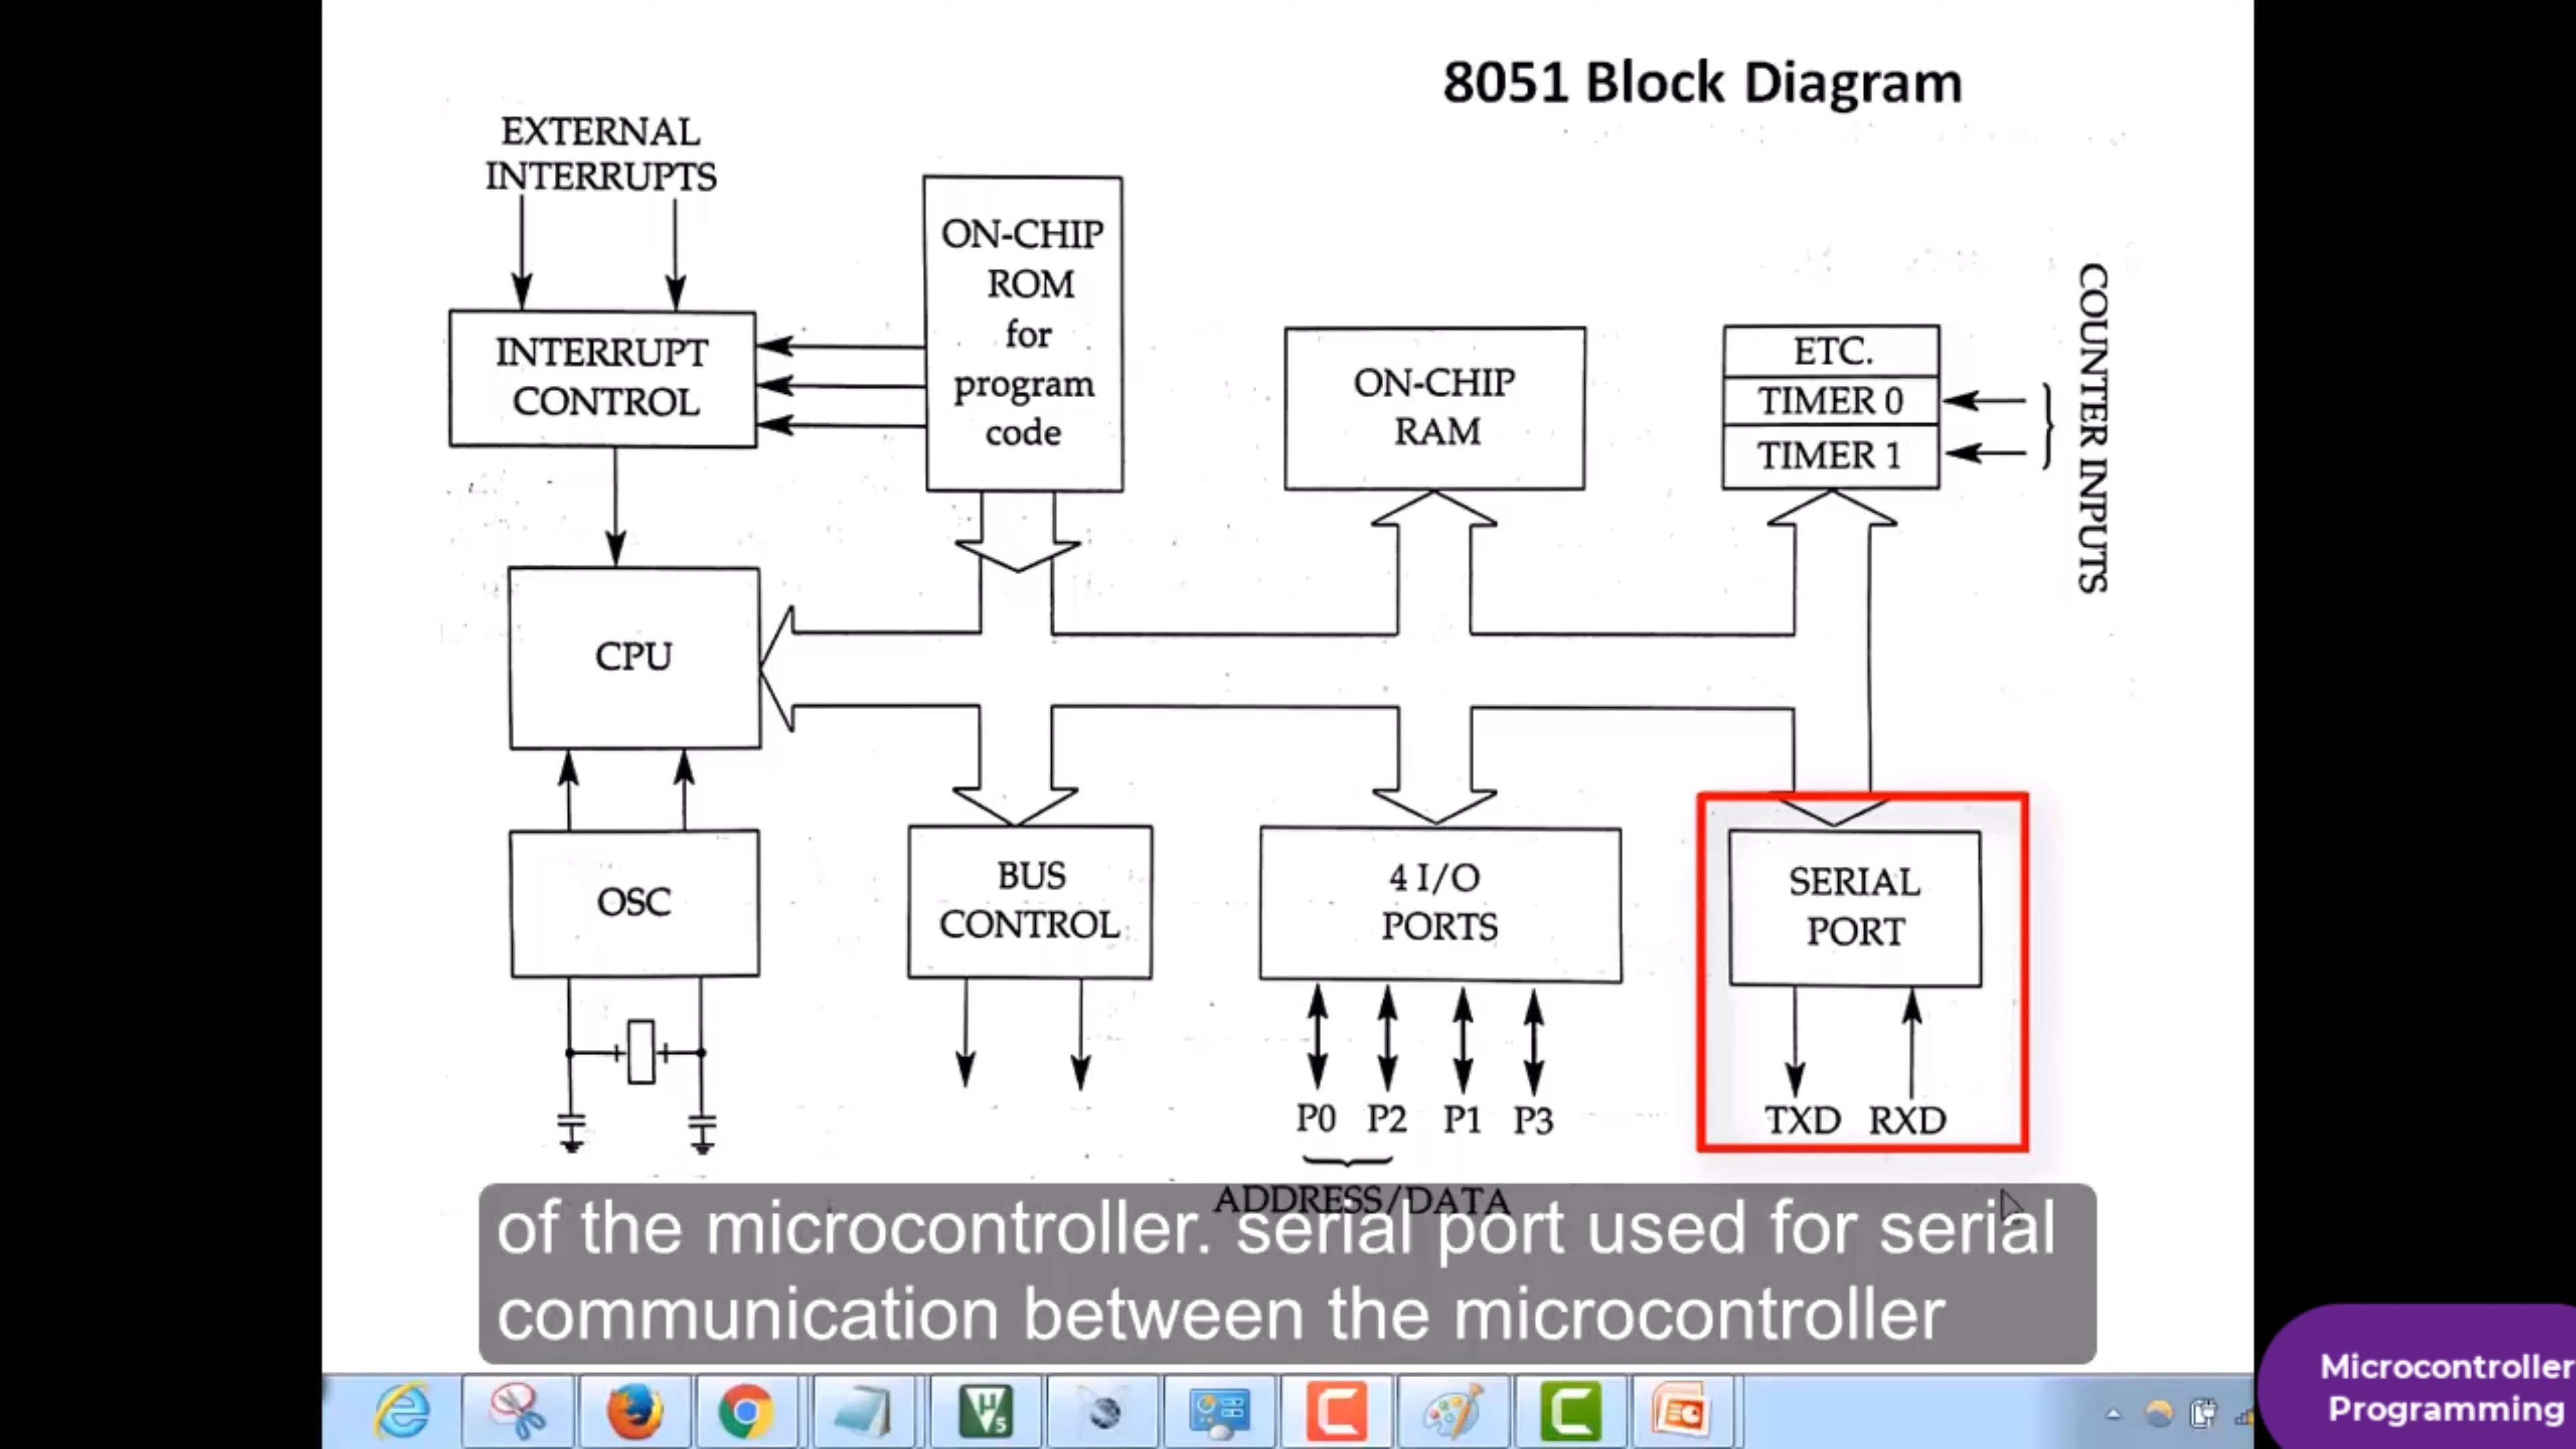 8051 Block Diagram
EXTERNAL
INTERRUPTS
ON-CHIP
ROM
for
program
code
INTERRUPT
CONTROL
ON-CHIP
RAM
ETC.
TIMER 0
TIMER 1
COUNTER INPUTS
CPU
OSC
BUS
CONTROL
4 I/O
PORTS
SERIAL
PORT
P0 P2 P1 P3
TXD RXD
ADDRESS/DATA
of the microcontroller. serial port used for serial
communication between the microcontroller
Microcontroller
Programming